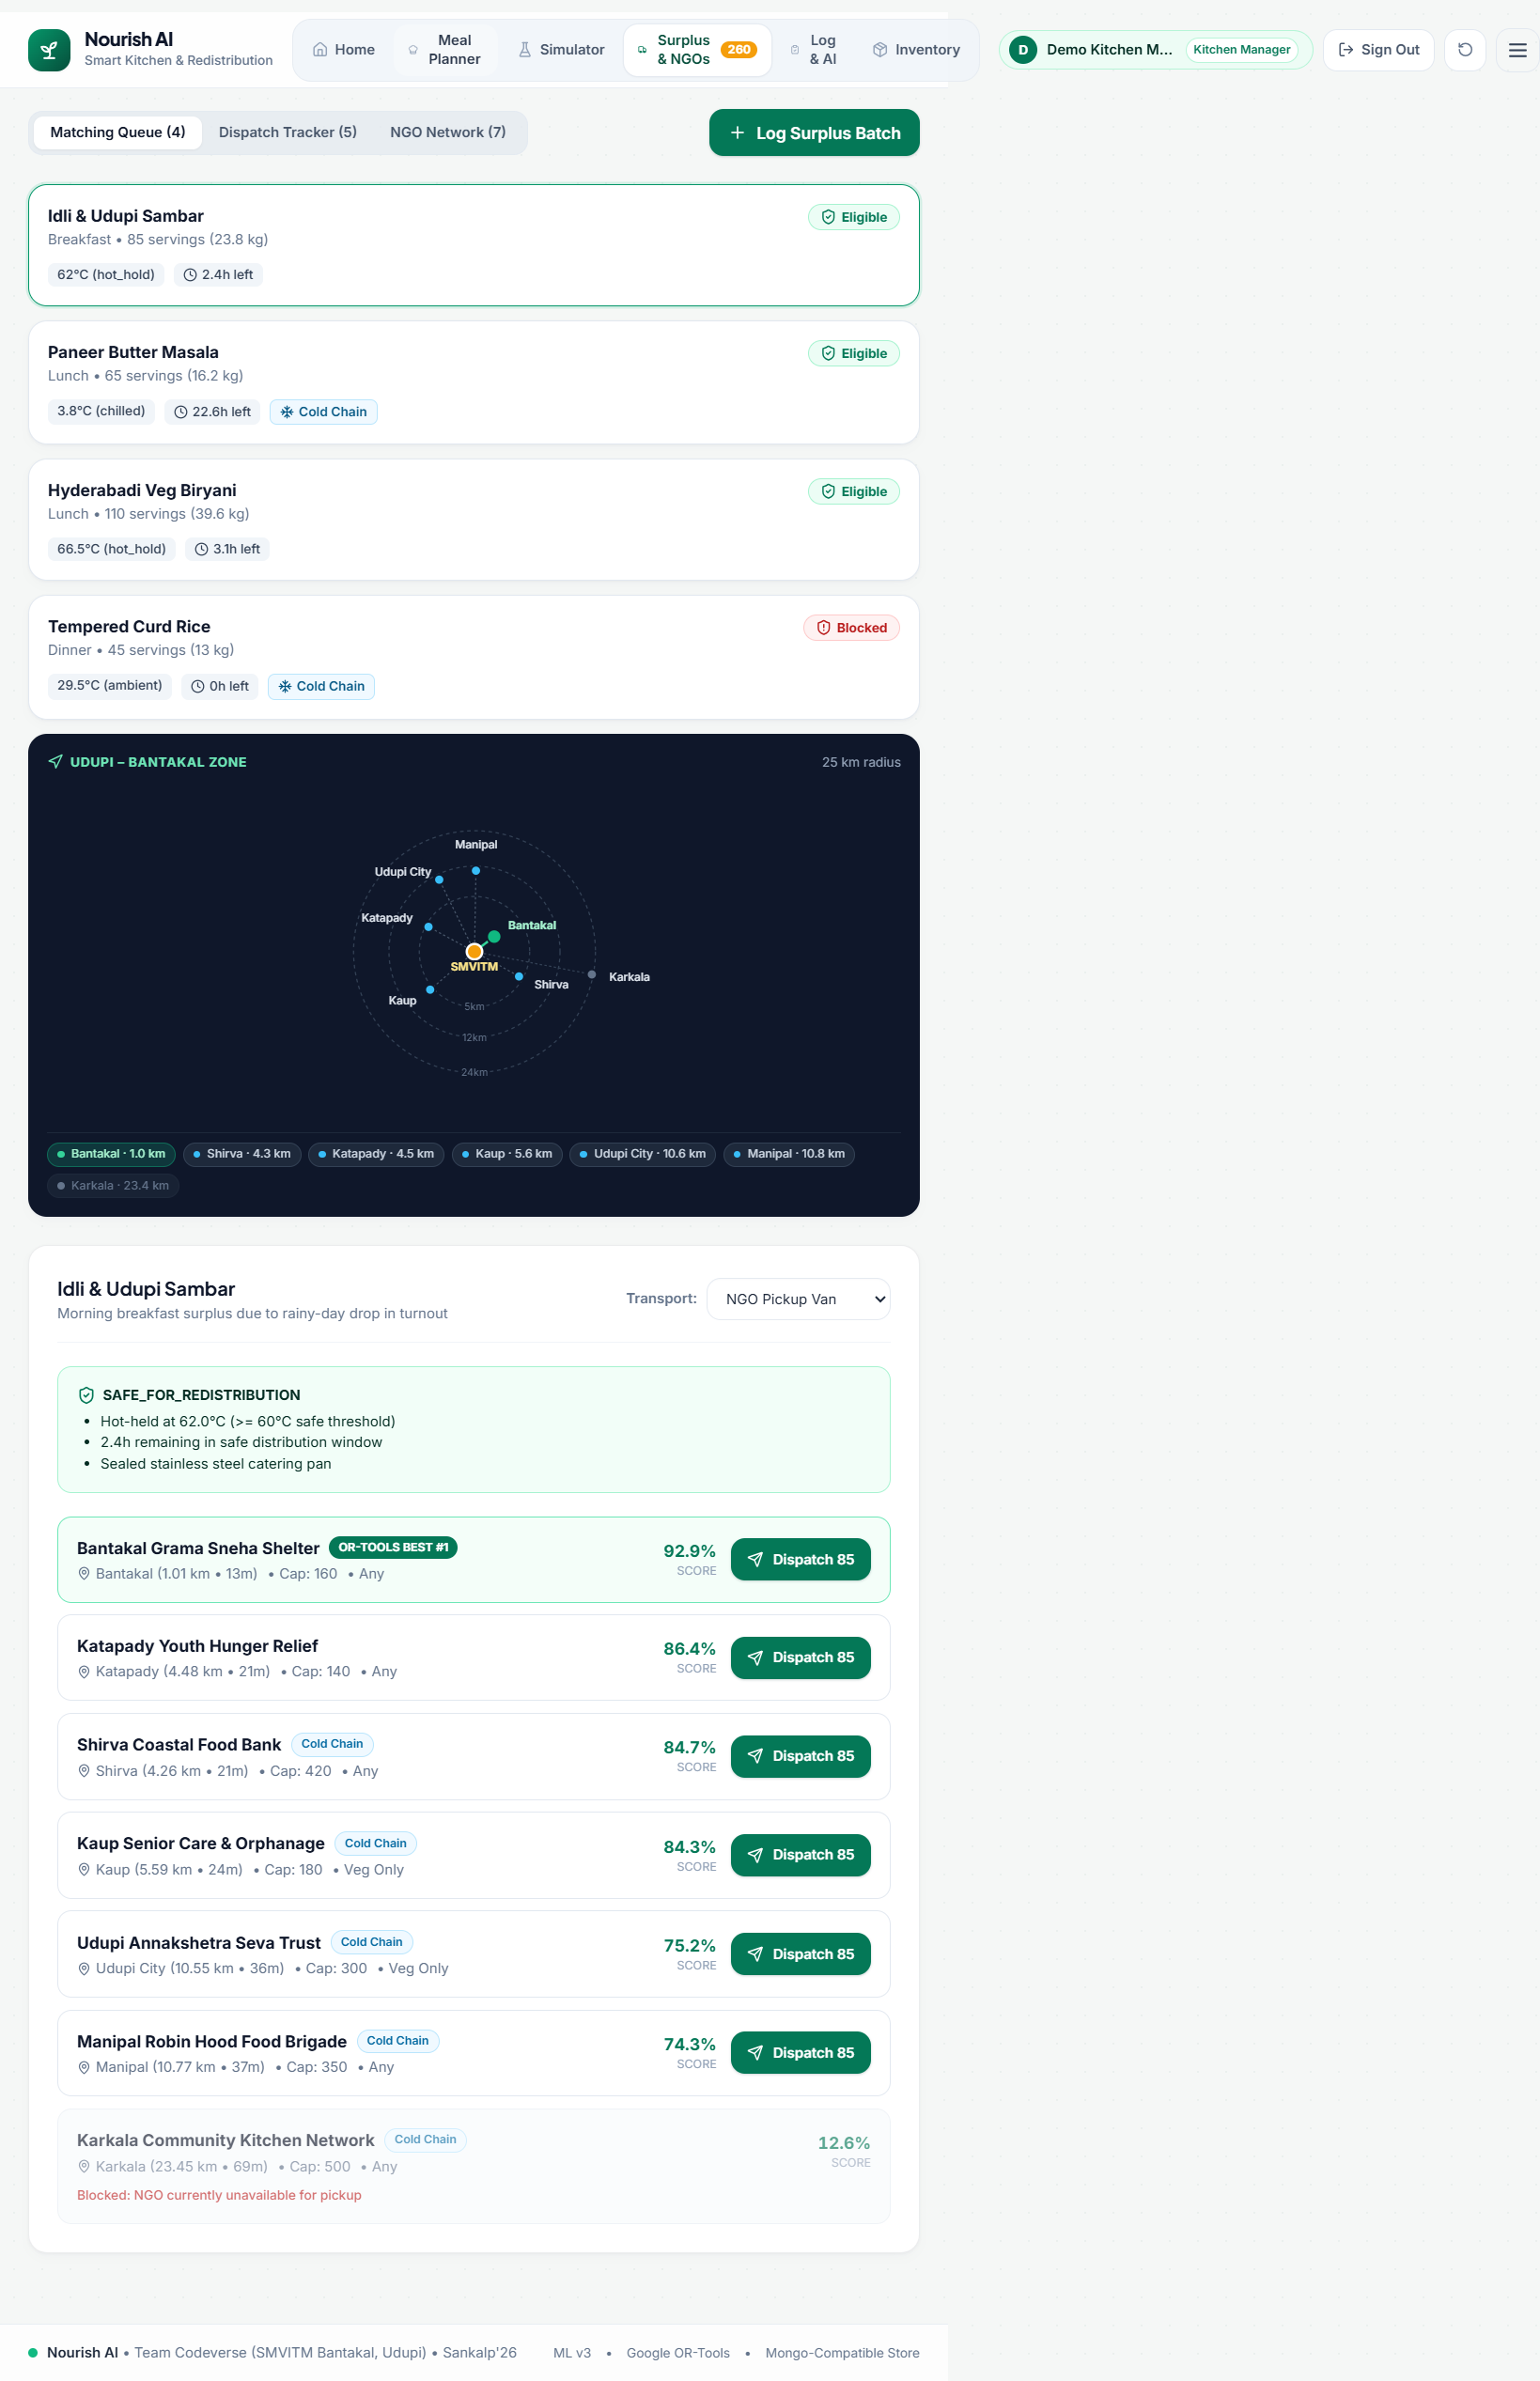 Nourish AI
Smart Kitchen & Redistribution
Home
Meal
Planner
Simulator
Surplus
& NGOs
260
Log
& AI
Inventory
D
Demo Kitchen M...
Kitchen Manager
Sign Out
Matching Queue (4)
Dispatch Tracker (5)
NGO Network (7)
Log Surplus Batch
Idli & Udupi Sambar
Eligible
Breakfast • 85 servings (23.8 kg)
62°C (hot_hold)
2.4h left
Paneer Butter Masala
Eligible
Lunch • 65 servings (16.2 kg)
3.8°C (chilled)
22.6h left
Cold Chain
Hyderabadi Veg Biryani
Eligible
Lunch • 110 servings (39.6 kg)
66.5°C (hot_hold)
3.1h left
Tempered Curd Rice
Blocked
Dinner • 45 servings (13 kg)
29.5°C (ambient)
0h left
Cold Chain
UDUPI – BANTAKAL ZONE
25 km radius
Manipal
Udupi City
Katapady
Bantakal
SMVITM
Karkala
Shirva
Kaup
5km
12km
24km
Bantakal · 1.0 km
Shirva · 4.3 km
Katapady · 4.5 km
Kaup · 5.6 km
Udupi City · 10.6 km
Manipal · 10.8 km
Karkala · 23.4 km
Idli & Udupi Sambar
Morning breakfast surplus due to rainy-day drop in turnout
Transport:
NGO Pickup Van
SAFE_FOR_REDISTRIBUTION
• Hot-held at 62.0°C (>= 60°C safe threshold)
• 2.4h remaining in safe distribution window
• Sealed stainless steel catering pan
Bantakal Grama Sneha Shelter
OR-TOOLS BEST #1
Bantakal (1.01 km • 13m) • Cap: 160 • Any
92.9%
SCORE
Dispatch 85
Katapady Youth Hunger Relief
Katapady (4.48 km • 21m) • Cap: 140 • Any
86.4%
SCORE
Dispatch 85
Shirva Coastal Food Bank
Cold Chain
Shirva (4.26 km • 21m) • Cap: 420 • Any
84.7%
SCORE
Dispatch 85
Kaup Senior Care & Orphanage
Cold Chain
Kaup (5.59 km • 24m) • Cap: 180 • Veg Only
84.3%
SCORE
Dispatch 85
Udupi Annakshetra Seva Trust
Cold Chain
Udupi City (10.55 km • 36m) • Cap: 300 • Veg Only
75.2%
SCORE
Dispatch 85
Manipal Robin Hood Food Brigade
Cold Chain
Manipal (10.77 km • 37m) • Cap: 350 • Any
74.3%
SCORE
Dispatch 85
Karkala Community Kitchen Network
Cold Chain
Karkala (23.45 km • 69m) • Cap: 500 • Any
Blocked: NGO currently unavailable for pickup
12.6%
SCORE
Nourish AI • Team Codeverse (SMVITM Bantakal, Udupi) • Sankalp'26
ML v3 • Google OR-Tools • Mongo-Compatible Store